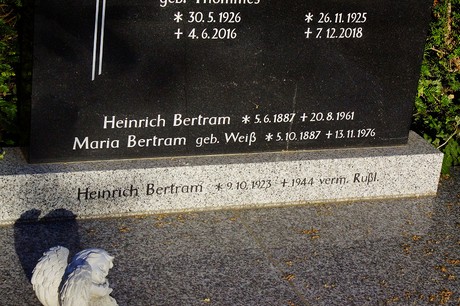 geb. Thommes
* 30.5.1926 * 26.11.1925
+ 4.6.2016 + 7.12.2018
Heinrich Bertram * 5.6.1887 + 20.8.1961
Maria Bertram geb. Weiß * 5.10.1887 + 13.11.1976
Heinrich Bertram * 9.10.1923 + 1944 verm. Rußl.